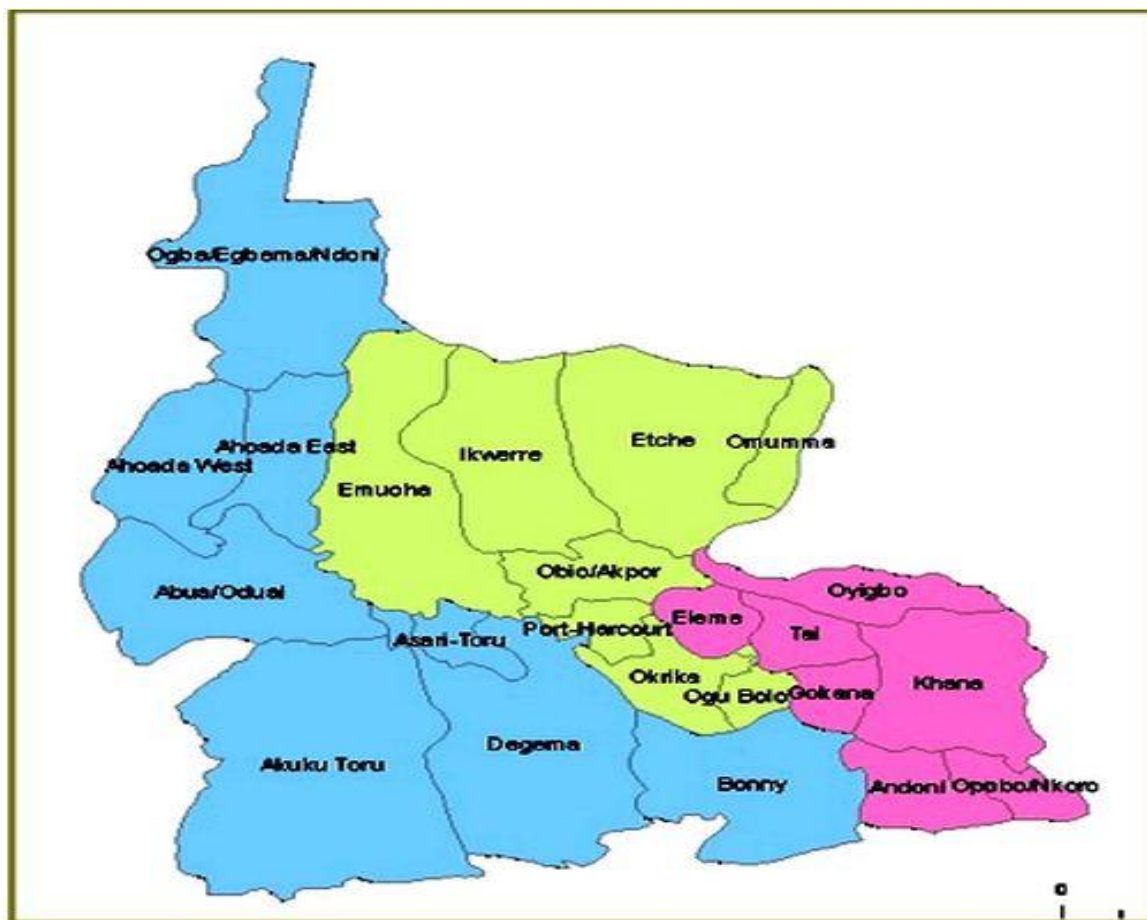 Ogba/Egbema/Ndoni
Ahoada East
Ahoada West
Emuoha
Ikwerre
Etche
Omumma
Abua/Odual
Obio/Akpor
Oyigbo
Asari-Toru
Port-Harcourt
Eleme
Tai
Okrika
Ogu Bolo
Gokana
Khana
Akuku Toru
Degema
Bonny
Andoni
Opobo/Nkoro
0